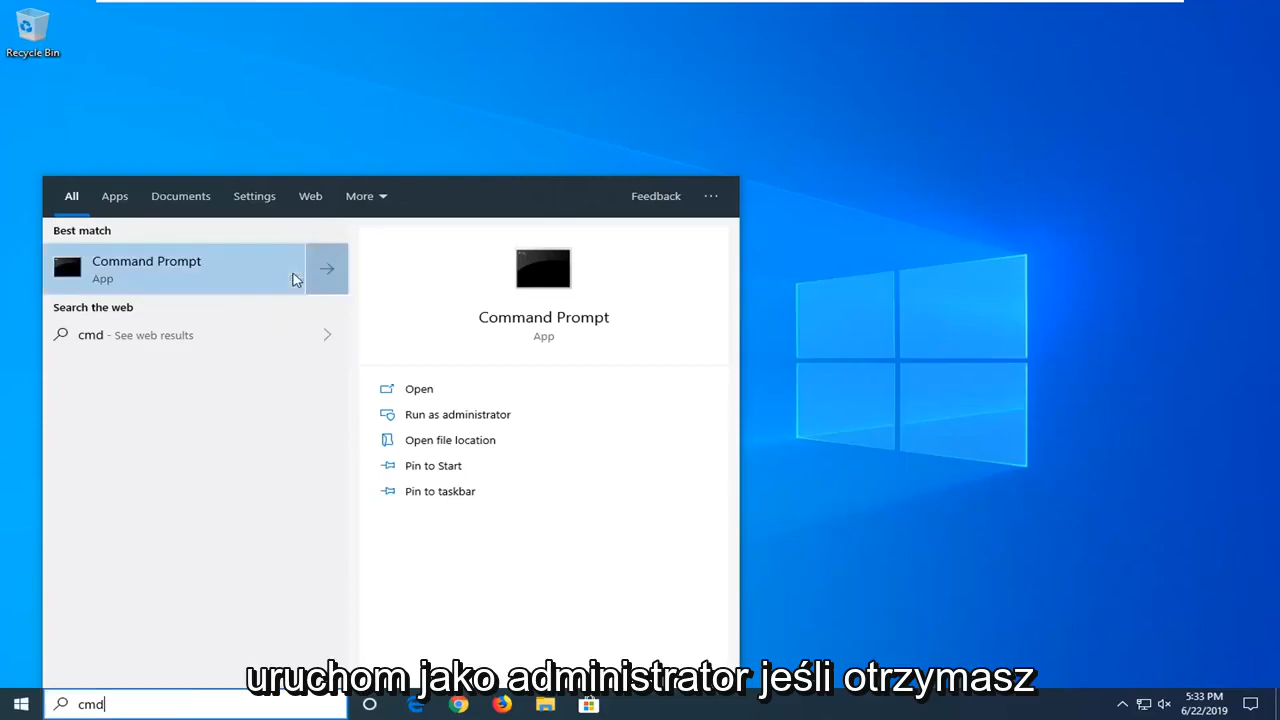 Recycle Bin
All Apps Documents Settings Web More Feedback ...
Best match
Command Prompt
App
Search the web
cmd - See web results
Command Prompt
App
Open
Run as administrator
Open file location
Pin to Start
Pin to taskbar
uruchom jako administrator jeśli otrzymasz
cmd
5:33 PM
6/22/2019